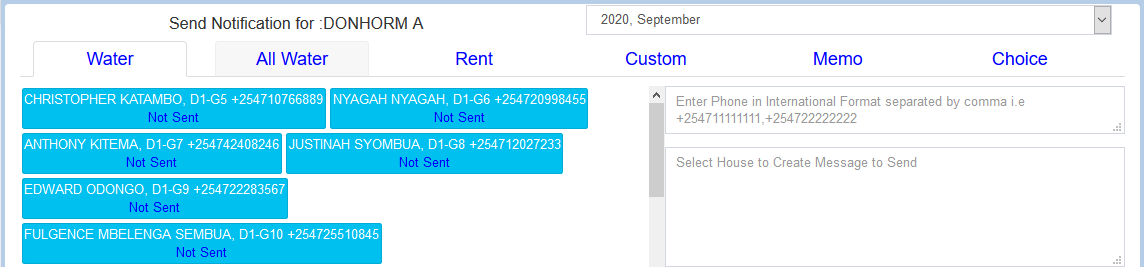 Send Notification for :DONHORM A
2020, September
Water
All Water
Rent
Custom
Memo
Choice
CHRISTOPHER KATAMBO, D1-G5 +254710766889
Not Sent
NYAGAH NYAGAH, D1-G6 +254720998455
Not Sent
ANTHONY KITEMA, D1-G7 +254742408246
Not Sent
JUSTINAH SYOMBUA, D1-G8 +254712027233
Not Sent
EDWARD ODONGO, D1-G9 +254722283567
Not Sent
FULGENCE MBELENGA SEMBUA, D1-G10 +254725510845
Not Sent
Enter Phone in International Format separated by comma i.e
+254711111111,+254722222222
Select House to Create Message to Send